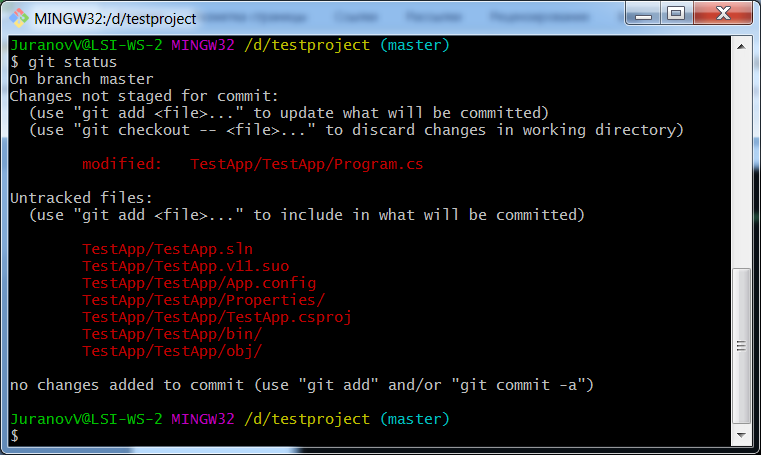 MINGW32:/d/testproject
JuranovV@LSI-WS-2 MINGW32 /d/testproject (master)
$ git status
On branch master
Changes not staged for commit:
  (use "git add <file>..." to update what will be committed)
  (use "git checkout -- <file>..." to discard changes in working directory)
        modified:   TestApp/TestApp/Program.cs
Untracked files:
  (use "git add <file>..." to include in what will be committed)
        TestApp/TestApp.sln
        TestApp/TestApp.v11.suo
        TestApp/TestApp/App.config
        TestApp/TestApp/Properties/
        TestApp/TestApp/TestApp.csproj
        TestApp/TestApp/bin/
        TestApp/TestApp/obj/
no changes added to commit (use "git add" and/or "git commit -a")
JuranovV@LSI-WS-2 MINGW32 /d/testproject (master)
$